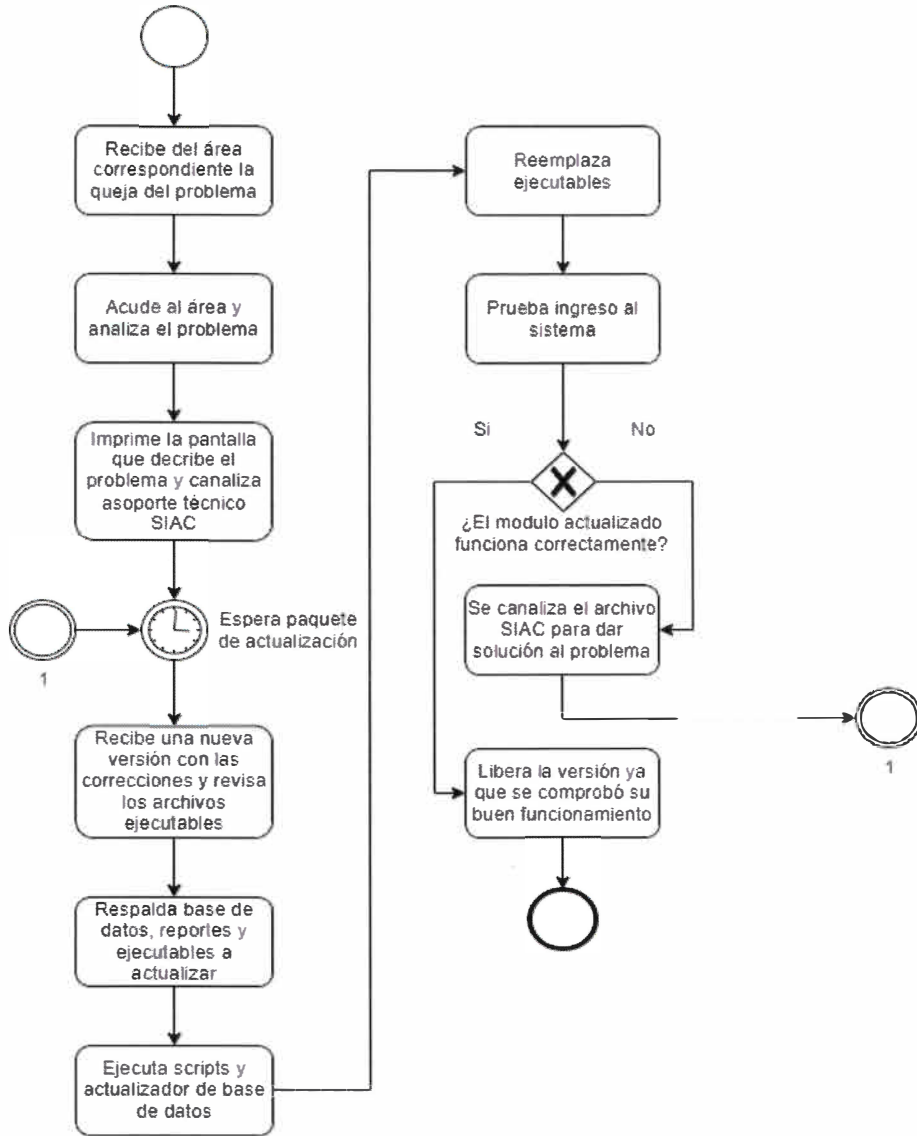 Recibe del área
correspondiente la
queja del problema
Acude al área y
analiza el problema
Imprime la pantalla
que decribe el
problema y canaliza
asoporte técnico
SIAC
Espera paquete
de actualización
1
Recibe una nueva
versión con las
correcciones y revisa
los archivos
ejecutables
Respalda base de
datos, reportes y
ejecutables a
actualizar
Ejecuta scripts y
actualizador de base
de datos
Reemplaza
ejecutables
Prueba ingreso al
sistema
Si
No
¿El modulo actualizado
funciona correctamente?
Se canaliza el archivo
SIAC para dar
solución al problema
1
Libera la versión ya
que se comprobó su
buen funcionamiento